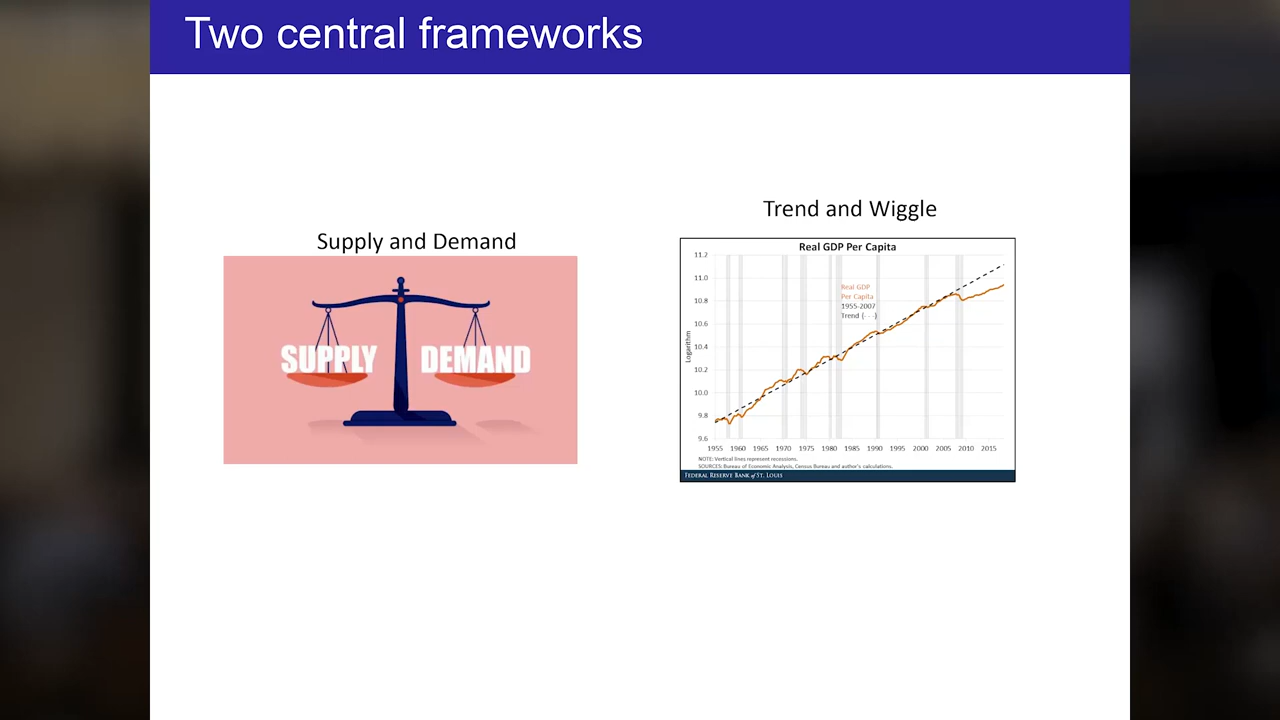 Two central frameworks
Supply and Demand
SUPPLY
DEMAND
Trend and Wiggle
Real GDP Per Capita
11.2
11.0
10.8
10.6
10.4
10.2
10.0
9.8
9.6
Logarithm
Real GDP
Per Capita
1955-2007
Trend (- - -)
1955 1960 1965 1970 1975 1980 1985 1990 1995 2000 2005 2010 2015
NOTE: Vertical lines represent recessions.
SOURCES: Bureau of Economic Analysis, Census Bureau and author's calculations.
FEDERAL RESERVE BANK of ST. LOUIS